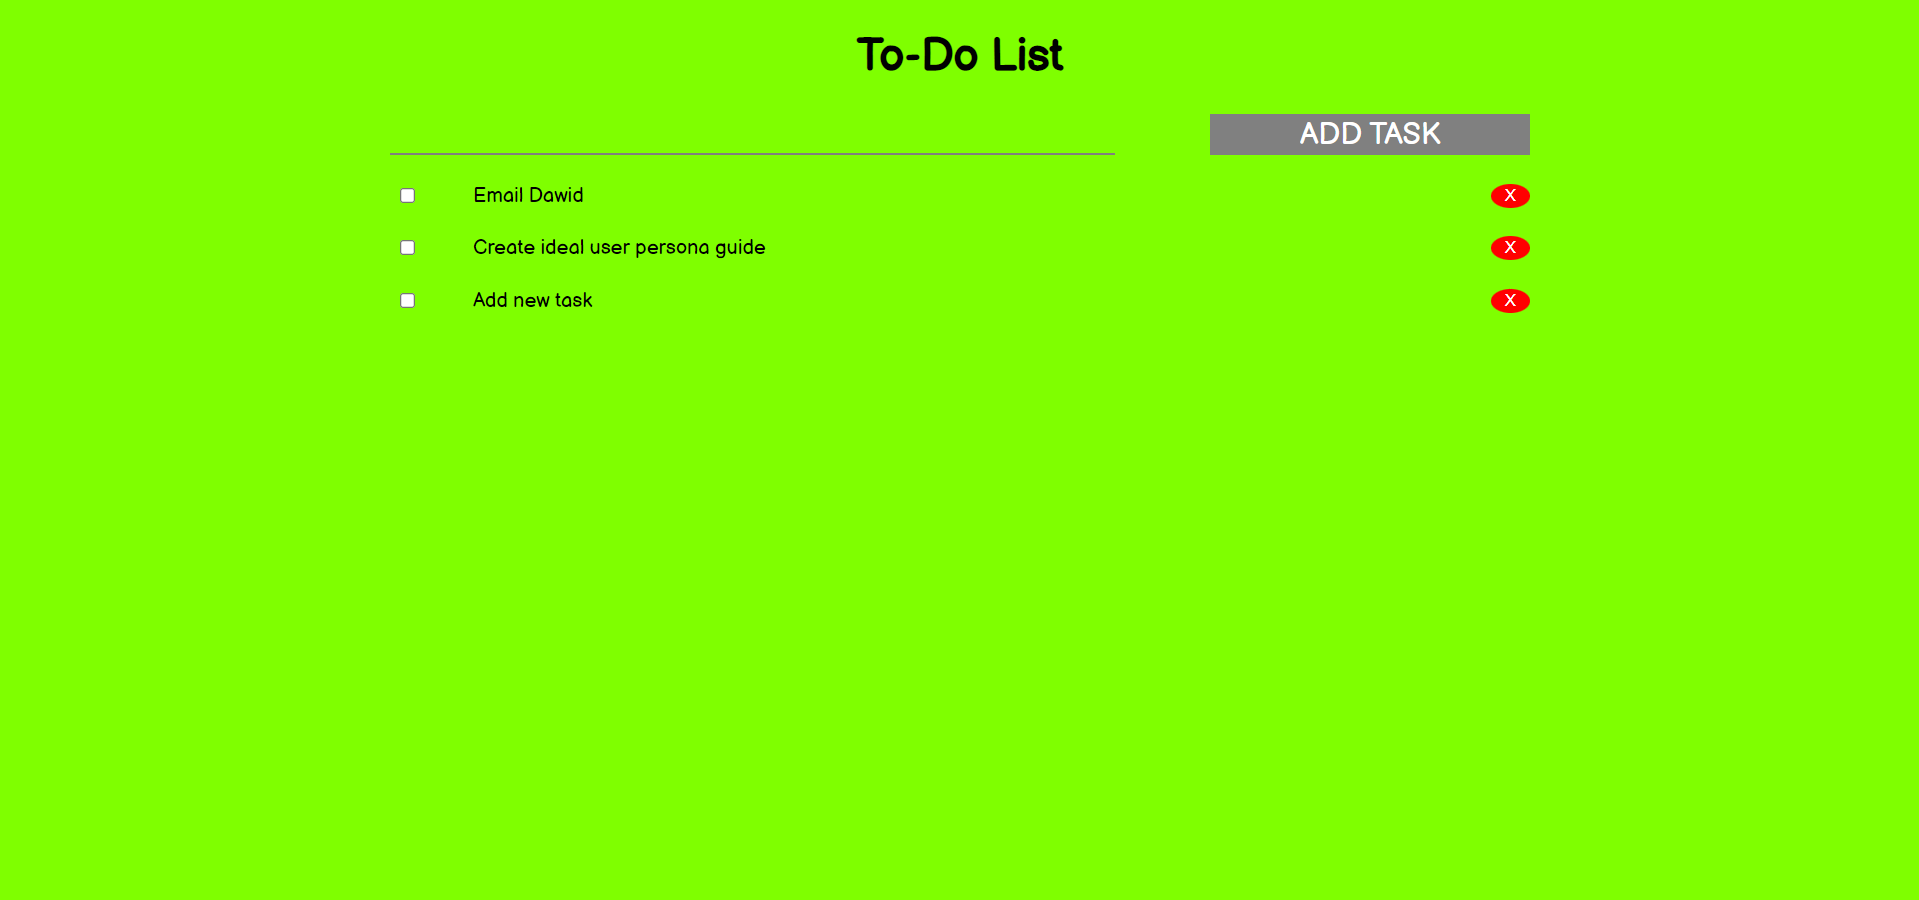 To-Do List
ADD TASK
Email Dawid
X
Create ideal user persona guide
X
Add new task
X